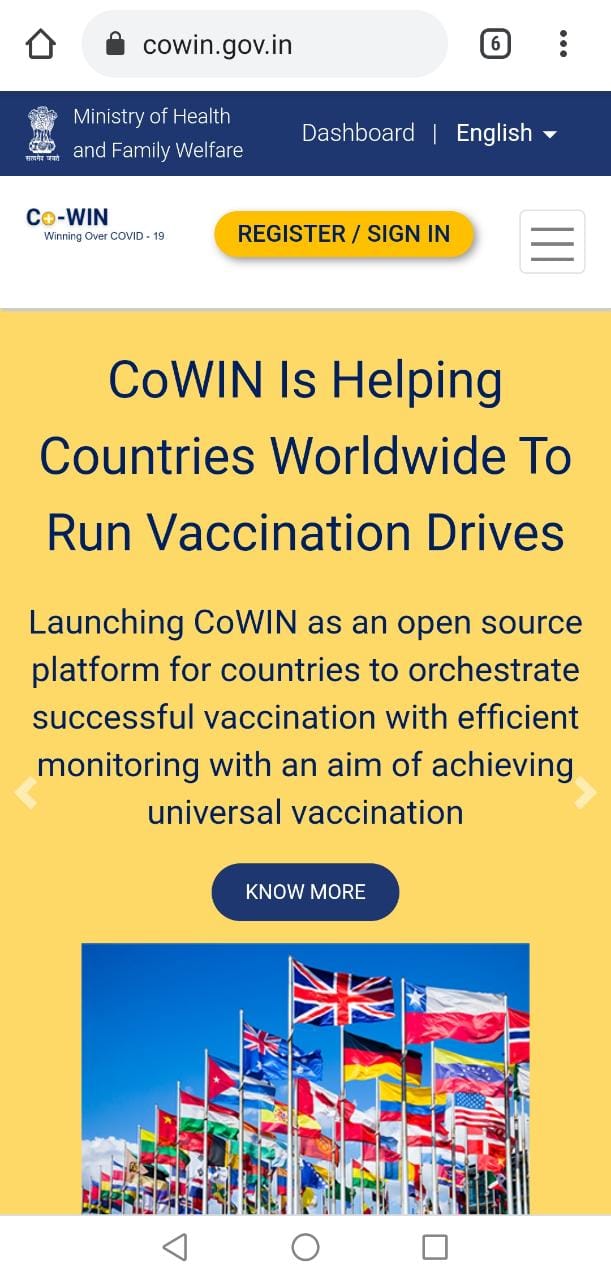 cowin.gov.in
6
Ministry of Health
and Family Welfare
सत्यमेव जयते
Dashboard | English
Co-WIN
Winning Over COVID - 19
REGISTER / SIGN IN
CoWIN Is Helping
Countries Worldwide To
Run Vaccination Drives
Launching CoWIN as an open source
platform for countries to orchestrate
successful vaccination with efficient
monitoring with an aim of achieving
universal vaccination
KNOW MORE